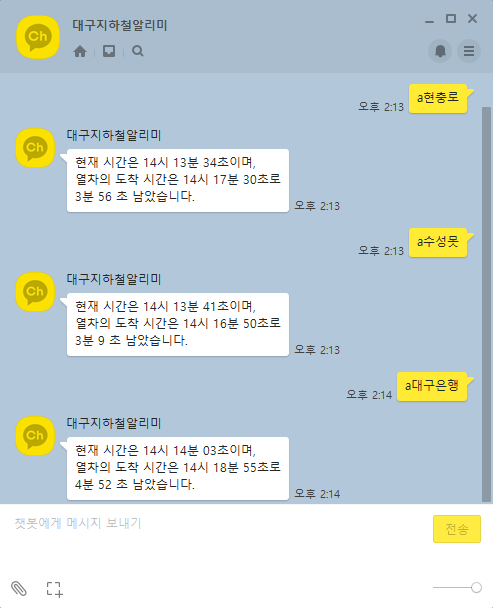 Ch
대구지하철알리미
a현충로
오후 2:13
Ch
대구지하철알리미
현재 시간은 14시 13분 34초이며,
열차의 도착 시간은 14시 17분 30초로
3분 56 초 남았습니다.
오후 2:13
a수성못
오후 2:13
Ch
대구지하철알리미
현재 시간은 14시 13분 41초이며,
열차의 도착 시간은 14시 16분 50초로
3분 9 초 남았습니다.
오후 2:13
a대구은행
오후 2:14
Ch
대구지하철알리미
현재 시간은 14시 14분 03초이며,
열차의 도착 시간은 14시 18분 55초로
4분 52 초 남았습니다.
오후 2:14
챗봇에게 메시지 보내기
전송